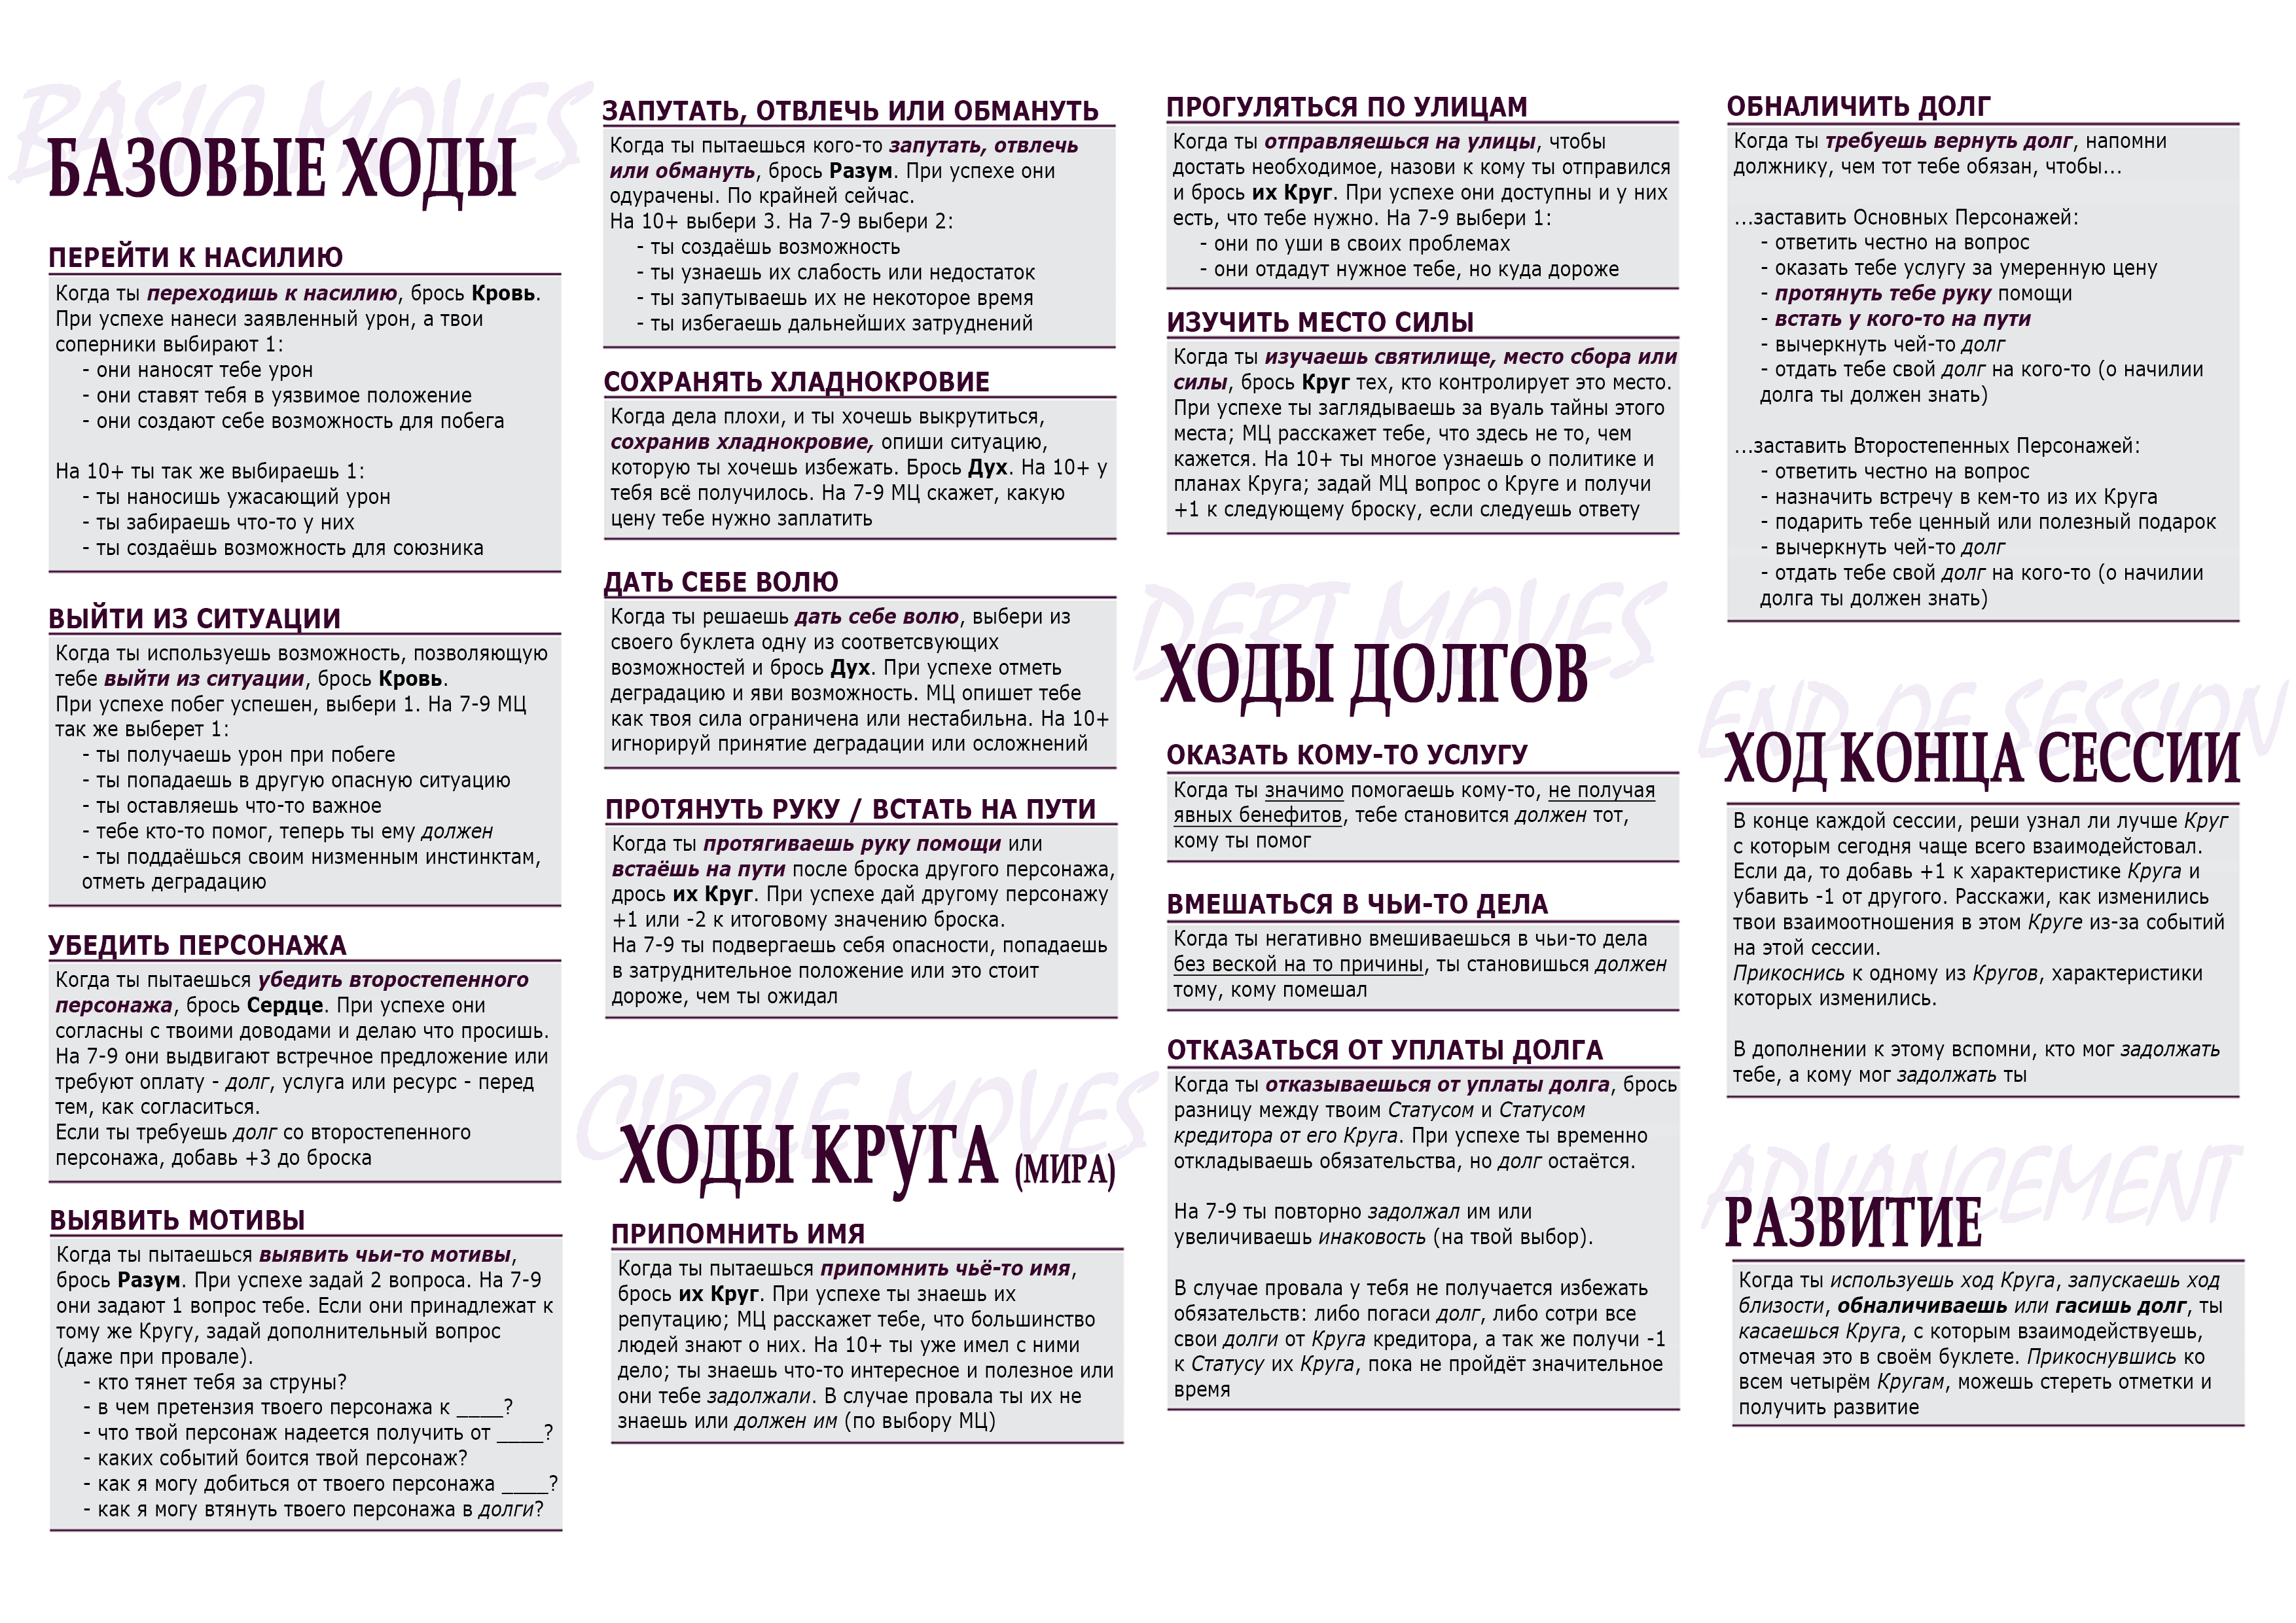 BASIC MOVES
БАЗОВЫЕ ХОДЫ
ПЕРЕЙТИ К НАСИЛИЮ
Когда ты переходишь к насилию, брось Кровь.
При успехе нанеси заявленный урон, а твои
соперники выбирают 1:
- они наносят тебе урон
- они ставят тебя в уязвимое положение
- они создают себе возможность для побега
На 10+ ты так же выбираешь 1:
- ты наносишь ужасающий урон
- ты забираешь что-то у них
- ты создаёшь возможность для союзника
ВЫЙТИ ИЗ СИТУАЦИИ
Когда ты используешь возможность, позволяющую
тебе выйти из ситуации, брось Кровь.
При успехе побег успешен, выбери 1. На 7-9 МЦ
так же выберет 1:
- ты получаешь урон при побеге
- ты попадаешь в другую опасную ситуацию
- ты оставляешь что-то важное
- тебе кто-то помог, теперь ты ему должен
- ты поддаёшься своим низменным инстинктам,
отметь деградацию
УБЕДИТЬ ПЕРСОНАЖА
Когда ты пытаешься убедить второстепенного
персонажа, брось Сердце. При успехе они
согласны с твоими доводами и делаю что просишь.
На 7-9 они выдвигают встречное предложение или
требуют оплату - долг, услуга или ресурс - перед
тем, как согласиться.
Если ты требуешь долг со второстепенного
персонажа, добавь +3 до броска
ВЫЯВИТЬ МОТИВЫ
Когда ты пытаешься выявить чьи-то мотивы,
брось Разум. При успехе задай 2 вопроса. На 7-9
они задают 1 вопрос тебе. Если они принадлежат к
тому же Кругу, задай дополнительный вопрос
(даже при провале).
- кто тянет тебя за струны?
- в чем претензия твоего персонажа к ____?
- что твой персонаж надеется получить от ____?
- каких событий боится твой персонаж?
- как я могу добиться от твоего персонажа ____?
- как я могу втянуть твоего персонажа в долги?
ЗАПУТАТЬ, ОТВЛЕЧЬ ИЛИ ОБМАНУТЬ
Когда ты пытаешься кого-то запутать, отвлечь
или обмануть, брось Разум. При успехе они
одурачены. По крайней сейчас.
На 10+ выбери 3. На 7-9 выбери 2:
- ты создаёшь возможность
- ты узнаешь их слабость или недостаток
- ты запутываешь их не некоторое время
- ты избегаешь дальнейших затруднений
СОХРАНЯТЬ ХЛАДНОКРОВИЕ
Когда дела плохи, и ты хочешь выкрутиться,
сохранив хладнокровие, опиши ситуацию,
которую ты хочешь избежать. Брось Дух. На 10+ у
тебя всё получилось. На 7-9 МЦ скажет, какую
цену тебе нужно заплатить
ДАТЬ СЕБЕ ВОЛЮ
Когда ты решаешь дать себе волю, выбери из
своего буклета одну из соответсвующих
возможностей и брось Дух. При успехе отметь
деградацию и яви возможность. МЦ опишет тебе
как твоя сила ограничена или нестабильна. На 10+
игнорируй принятие деградации или осложнений
ПРОТЯНУТЬ РУКУ / ВСТАТЬ НА ПУТИ
Когда ты протягиваешь руку помощи или
встаёшь на пути после броска другого персонажа,
дрось их Круг. При успехе дай другому персонажу
+1 или -2 к итоговому значению броска.
На 7-9 ты подвергаешь себя опасности, попадаешь
в затруднительное положение или это стоит
дороже, чем ты ожидал
CIRCLE MOVES
ХОДЫ КРУГА (МИРА)
ПРИПОМНИТЬ ИМЯ
Когда ты пытаешься припомнить чьё-то имя,
брось их Круг. При успехе ты знаешь их
репутацию; МЦ расскажет тебе, что большинство
людей знают о них. На 10+ ты уже имел с ними
дело; ты знаешь что-то интересное и полезное или
они тебе задолжали. В случае провала ты их не
знаешь или должен им (по выбору МЦ)
ПРОГУЛЯТЬСЯ ПО УЛИЦАМ
Когда ты отправляешься на улицы, чтобы
достать необходимое, назови к кому ты отправился
и брось их Круг. При успехе они доступны и у них
есть, что тебе нужно. На 7-9 выбери 1:
- они по уши в своих проблемах
- они отдадут нужное тебе, но куда дороже
ИЗУЧИТЬ МЕСТО СИЛЫ
Когда ты изучаешь святилище, место сбора или
силы, брось Круг тех, кто контролирует это место.
При успехе ты заглядываешь за вуаль тайны этого
места; МЦ расскажет тебе, что здесь не то, чем
кажется. На 10+ ты многое узнаешь о политике и
планах Круга; задай МЦ вопрос о Круге и получи
+1 к следующему броску, если следуешь ответу
DEBT MOVES
ХОДЫ ДОЛГОВ
ОКАЗАТЬ КОМУ-ТО УСЛУГУ
Когда ты значимо помогаешь кому-то, не получая
явных бенефитов, тебе становится должен тот,
кому ты помог
ВМЕШАТЬСЯ В ЧЬИ-ТО ДЕЛА
Когда ты негативно вмешиваешься в чьи-то дела
без веской на то причины, ты становишься должен
тому, кому помешал
ОТКАЗАТЬСЯ ОТ УПЛАТЫ ДОЛГА
Когда ты отказываешься от уплаты долга, брось
разницу между твоим Статусом и Статусом
кредитора от его Круга. При успехе ты временно
откладываешь обязательства, но долг остаётся.
На 7-9 ты повторно задолжал им или
увеличиваешь инаковость (на твой выбор).
В случае провала у тебя не получается избежать
обязательств: либо погаси долг, либо сотри все
свои долги от Круга кредитора, а так же получи -1
к Статусу их Круга, пока не пройдёт значительное
время
ОБНАЛИЧИТЬ ДОЛГ
Когда ты требуешь вернуть долг, напомни
должнику, чем тот тебе обязан, чтобы...
...заставить Основных Персонажей:
- ответить честно на вопрос
- оказать тебе услугу за умеренную цену
- протянуть тебе руку помощи
- встать у кого-то на пути
- вычеркнуть чей-то долг
- отдать тебе свой долг на кого-то (о начилии
долга ты должен знать)
...заставить Второстепенных Персонажей:
- ответить честно на вопрос
- назначить встречу в кем-то из их Круга
- подарить тебе ценный или полезный подарок
- вычеркнуть чей-то долг
- отдать тебе свой долг на кого-то (о начилии
долга ты должен знать)
END OF SESSION
ХОД КОНЦА СЕССИИ
В конце каждой сессии, реши узнал ли лучше Круг
с которым сегодня чаще всего взаимодейстовал.
Если да, то добавь +1 к характеристике Круга и
убавить -1 от другого. Расскажи, как изменились
твои взаимоотношения в этом Круге из-за событий
на этой сессии.
Прикоснись к одному из Кругов, характеристики
которых изменились.
В дополнении к этому вспомни, кто мог задолжать
тебе, а кому мог задолжать ты
ADVANCEMENT
РАЗВИТИЕ
Когда ты используешь ход Круга, запускаешь ход
близости, обналичиваешь или гасишь долг, ты
касаешься Круга, с которым взаимодействуешь,
отмечая это в своём буклете. Прикоснувшись ко
всем четырём Кругам, можешь стереть отметки и
получить развитие